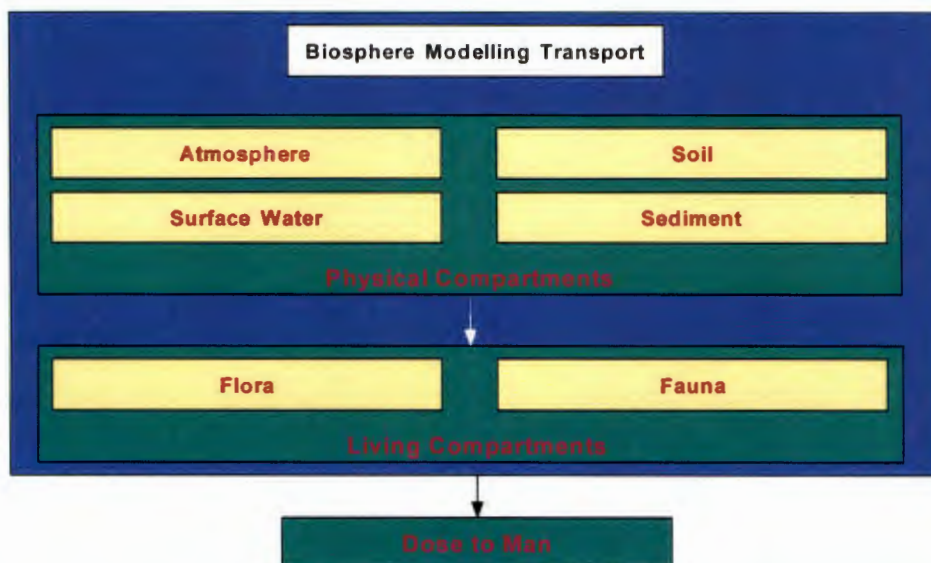 Biosphere Modelling Transport
Atmosphere
Soil
Surface Water
Sediment
Physical Compartments
Flora
Fauna
Living Compartments
Dose to Man